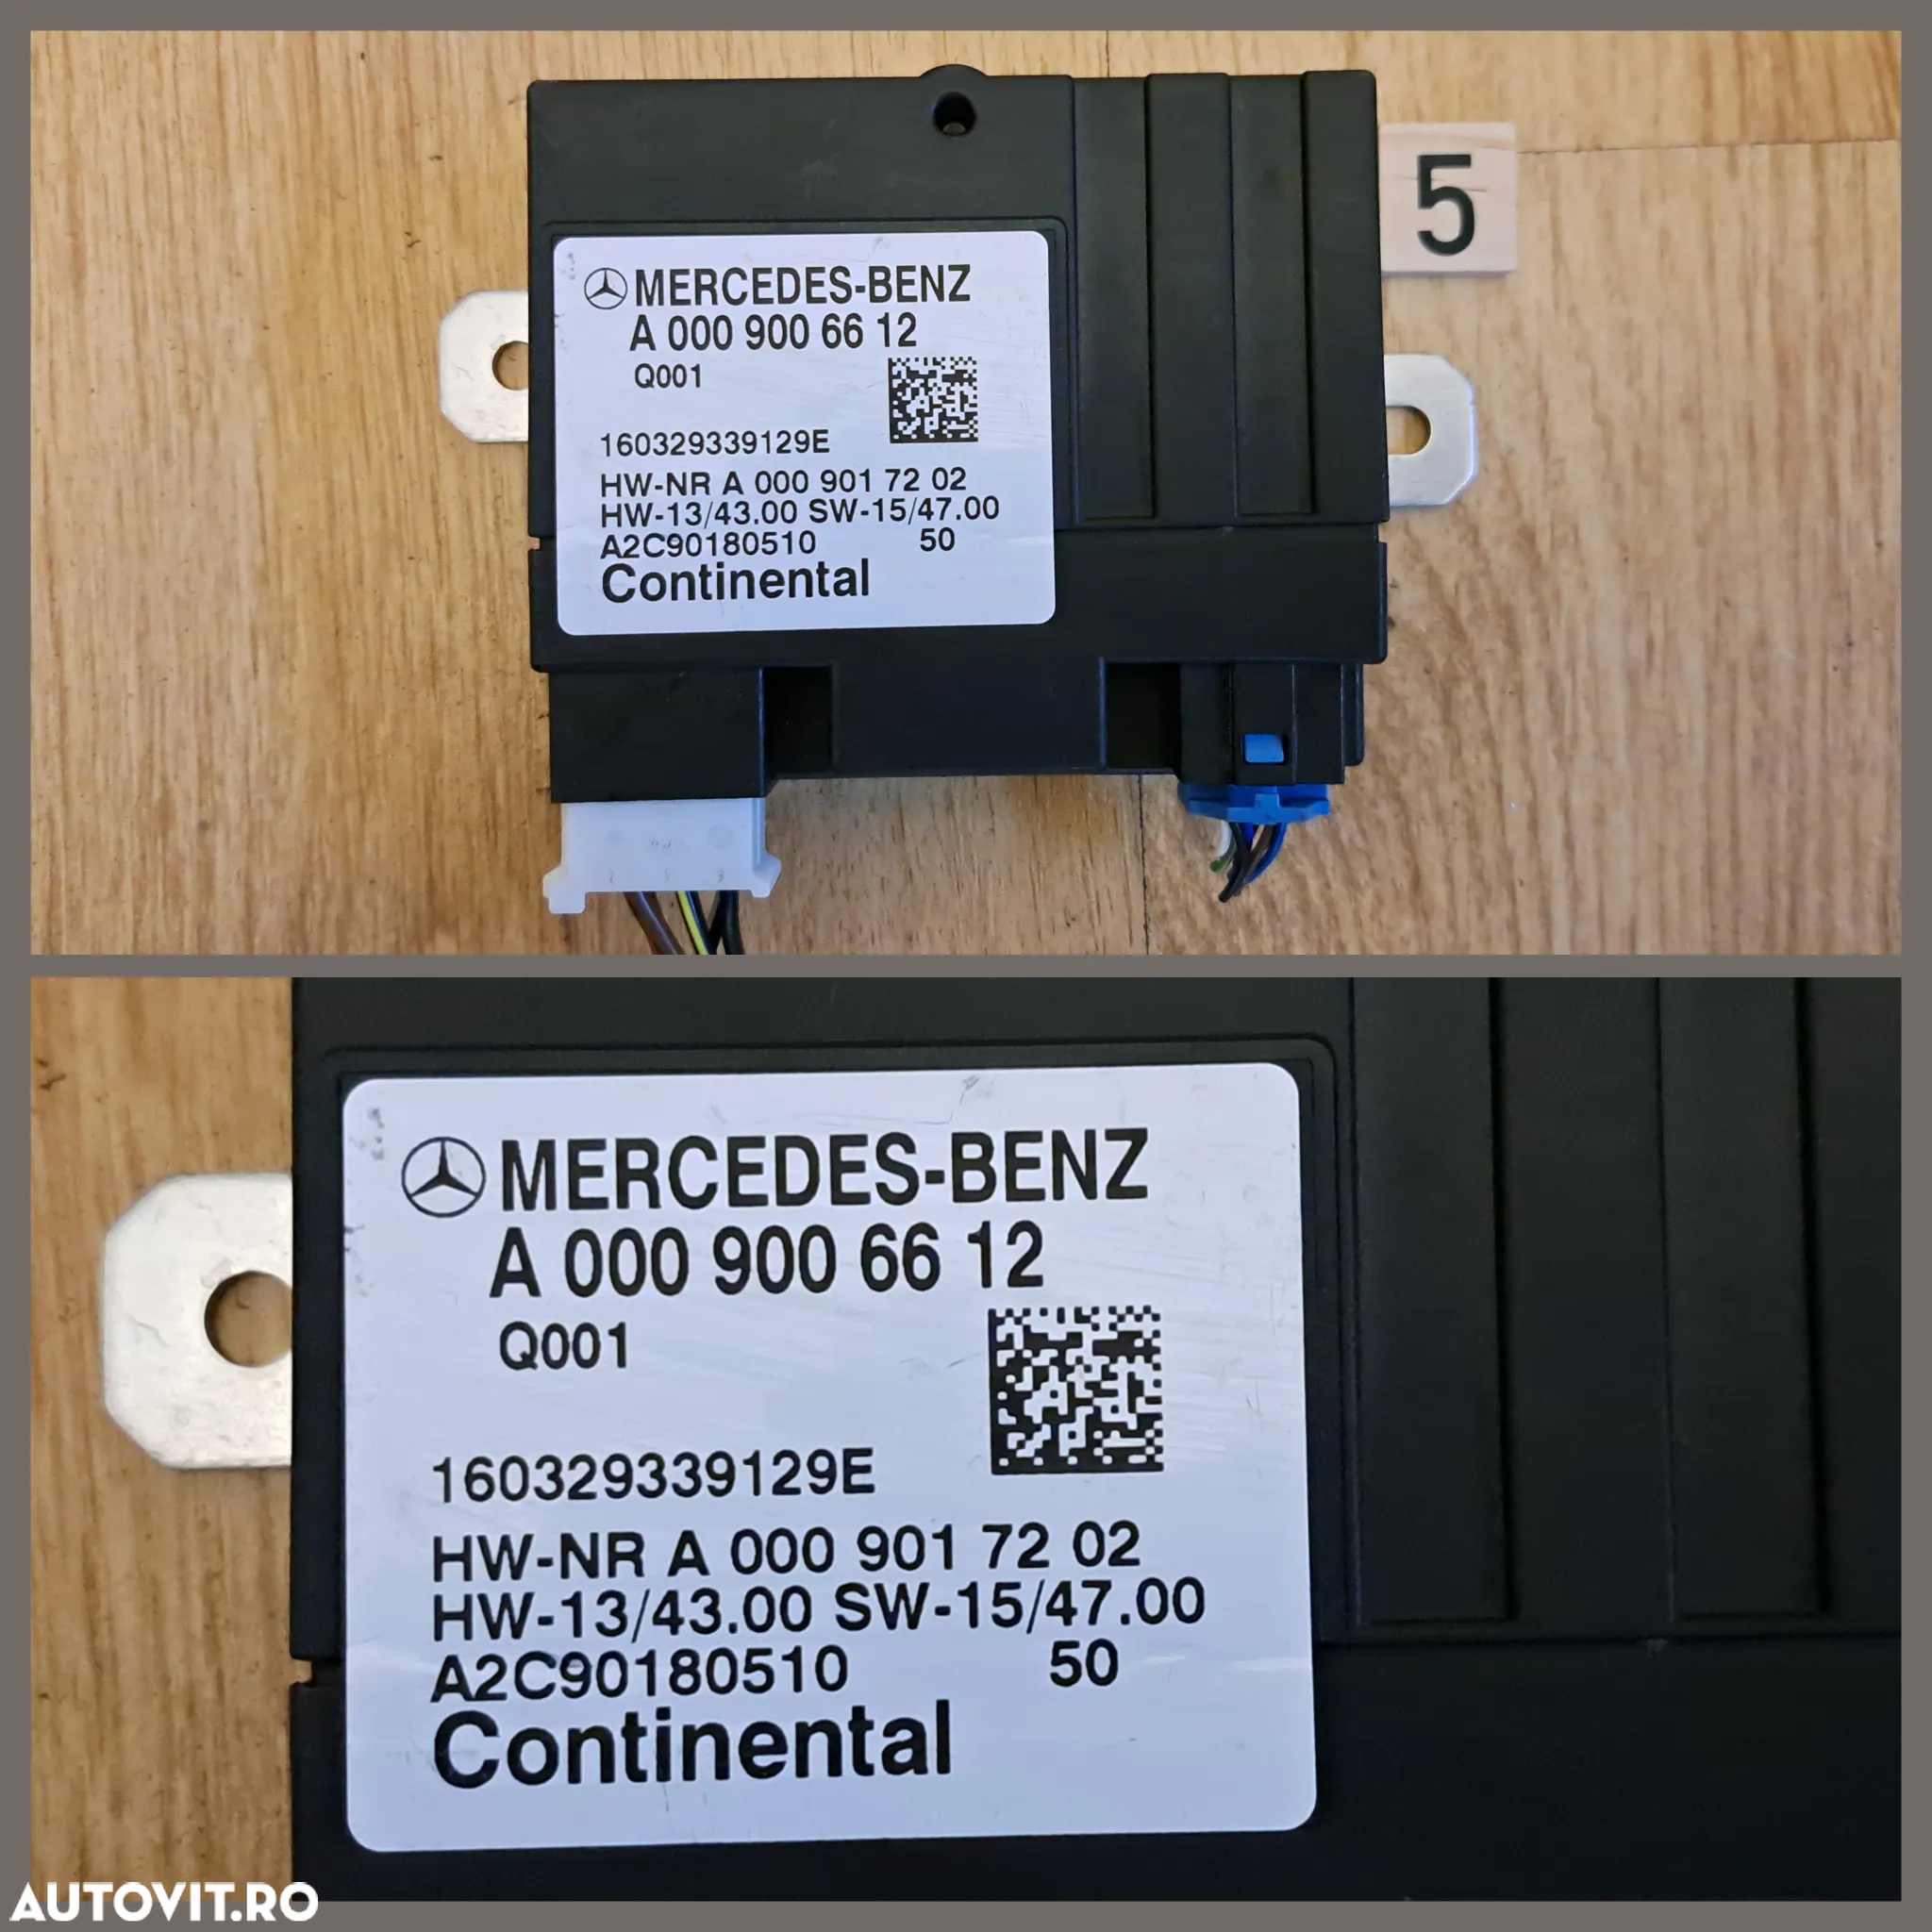 5
MERCEDES-BENZ
A 000 900 66 12
Q001
160329339129E
HW-NR A 000 901 72 02
HW-13/43.00 SW-15/47.00
A2C90180510 50
Continental
MERCEDES-BENZ
A 000 900 66 12
Q001
160329339129E
HW-NR A 000 901 72 02
HW-13/43.00 SW-15/47.00
A2C90180510 50
Continental
AUTOVIT.RO